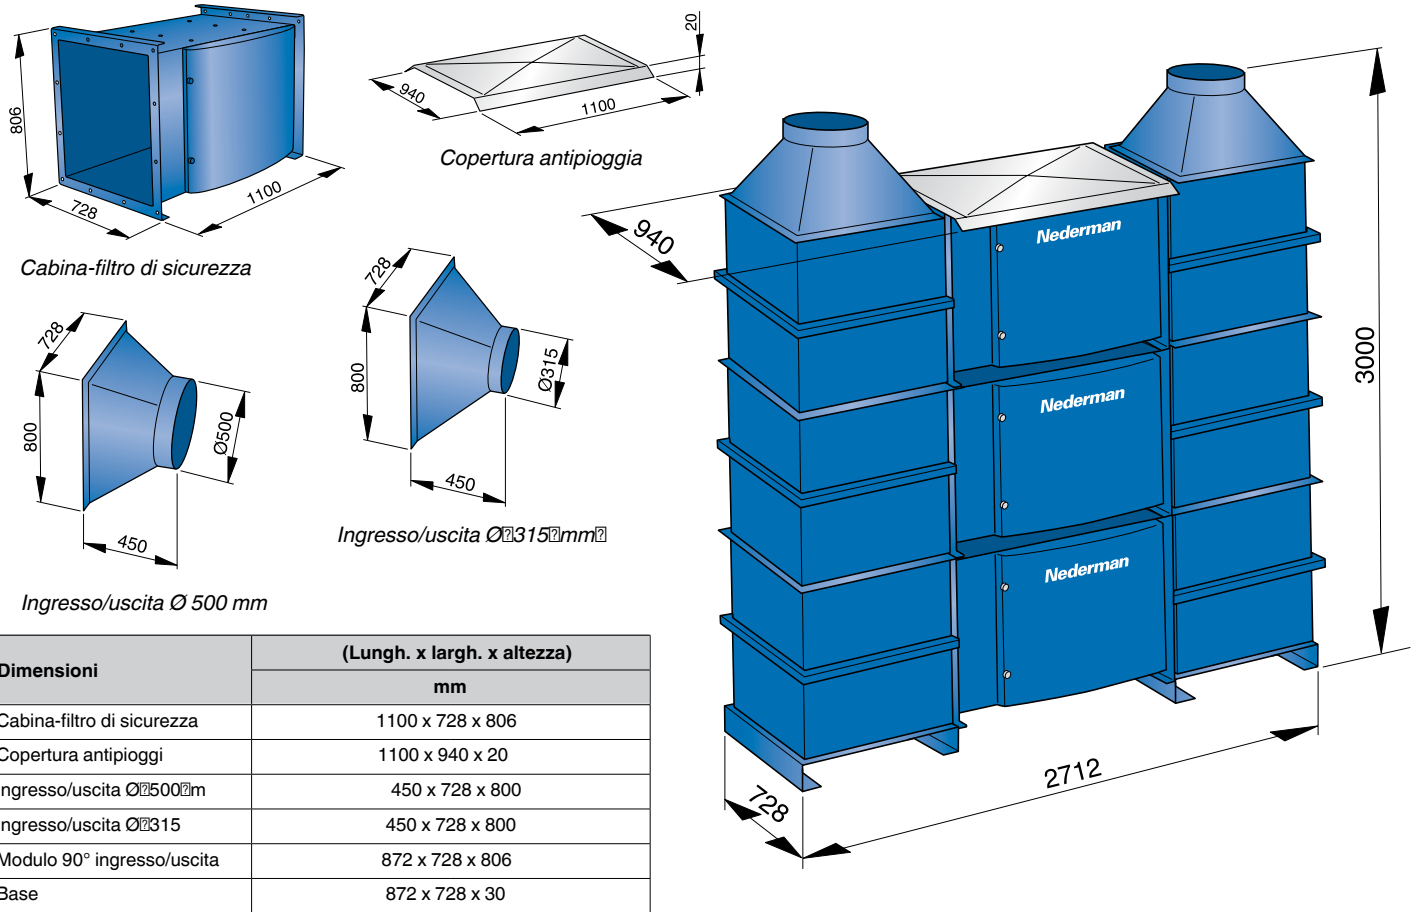 806
728
1100
Cabina-filtro di sicurezza
20
940
1100
Copertura antipioggia
728
800
Ø500
450
Ingresso/uscita Ø 500 mm
728
800
Ø315
450
Ingresso/uscita Ø315mm
940
Nederman
Nederman
Nederman
3000
2712
728
Dimensioni (Lungh. x largh. x altezza)
mm
Cabina-filtro di sicurezza 1100 x 728 x 806
Copertura antipioggi 1100 x 940 x 20
ngresso/uscita Ø500m 450 x 728 x 800
ngresso/uscita Ø315 450 x 728 x 800
Modulo 90° ingresso/uscita 872 x 728 x 806
Base 872 x 728 x 30